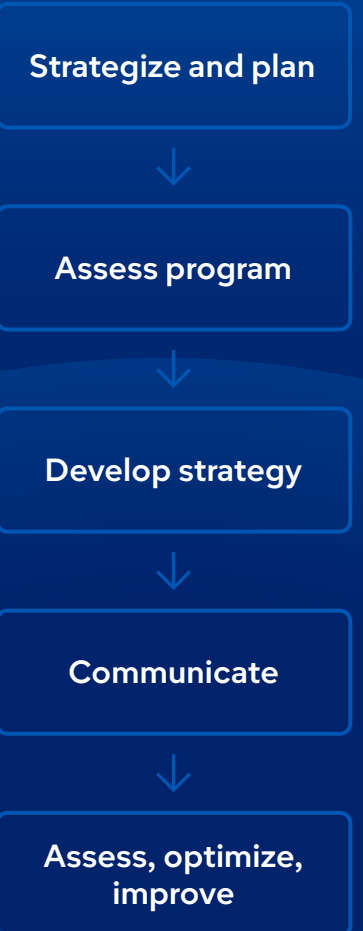 Strategize and plan
Assess program
Develop strategy
Communicate
Assess, optimize,
improve